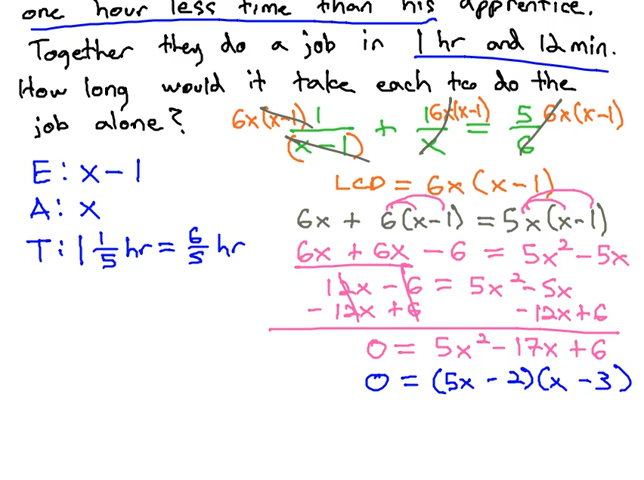 one hour less time than his apprentice.
Together they do a job in 1 hr and 12 min.
How long would it take each to do the
job alone?
6x(x-1) 1/(x-1) + 1/x 6x(x-1) = 5/6 6x(x-1)
LCD = 6x(x-1)
E: x-1
A: x
T: 1 1/5 hr = 6/5 hr
6x + 6(x-1) = 5x(x-1)
6x + 6x - 6 = 5x² - 5x
12x - 6 = 5x² - 5x
-12x + 6 -12x + 6
0 = 5x² - 17x + 6
0 = (5x - 2)(x - 3)